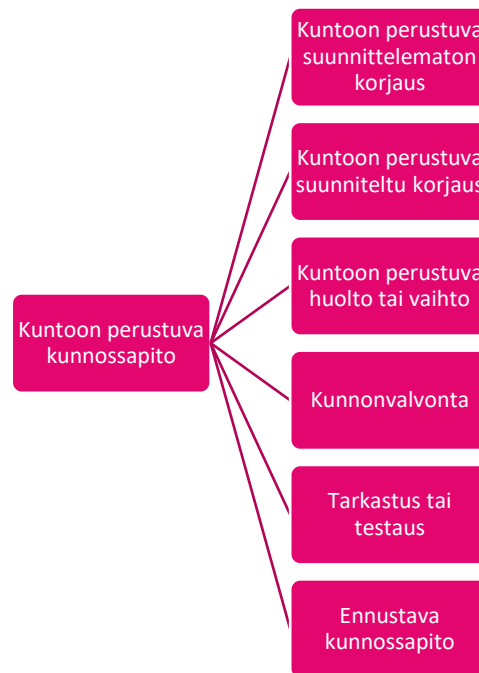 Kuntoon perustuva
suunnittelematon
korjaus
Kuntoon perustuva
suunniteltu korjaus
Kuntoon perustuva
huolto tai vaihto
Kuntoon perustuva
kunnossapito
Kunnonvalvonta
Tarkastus tai
testaus
Ennustava
kunnossapito